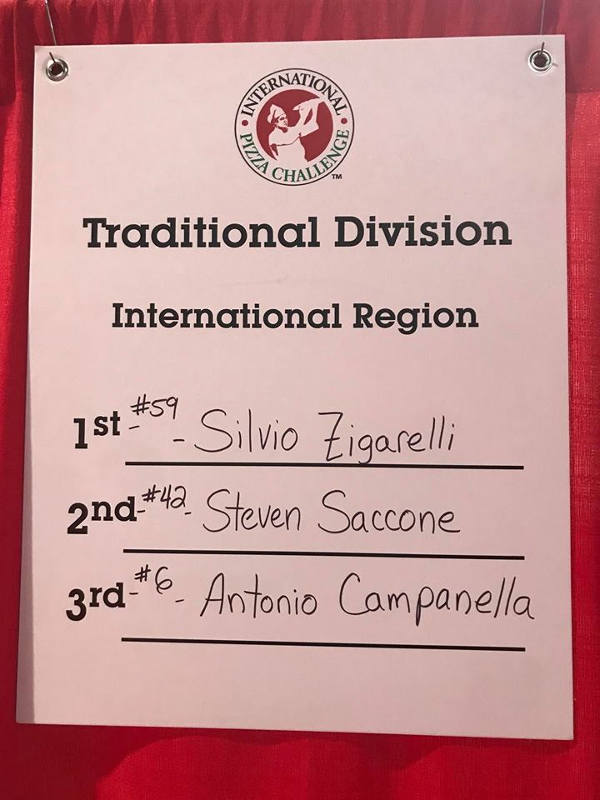 INTERNATIONAL
PIZZA CHALLENGE
TM
Traditional Division
International Region
1st - #59 - Silvio Zigarelli
2nd - #42 - Steven Saccone
3rd - #6 - Antonio Campanella